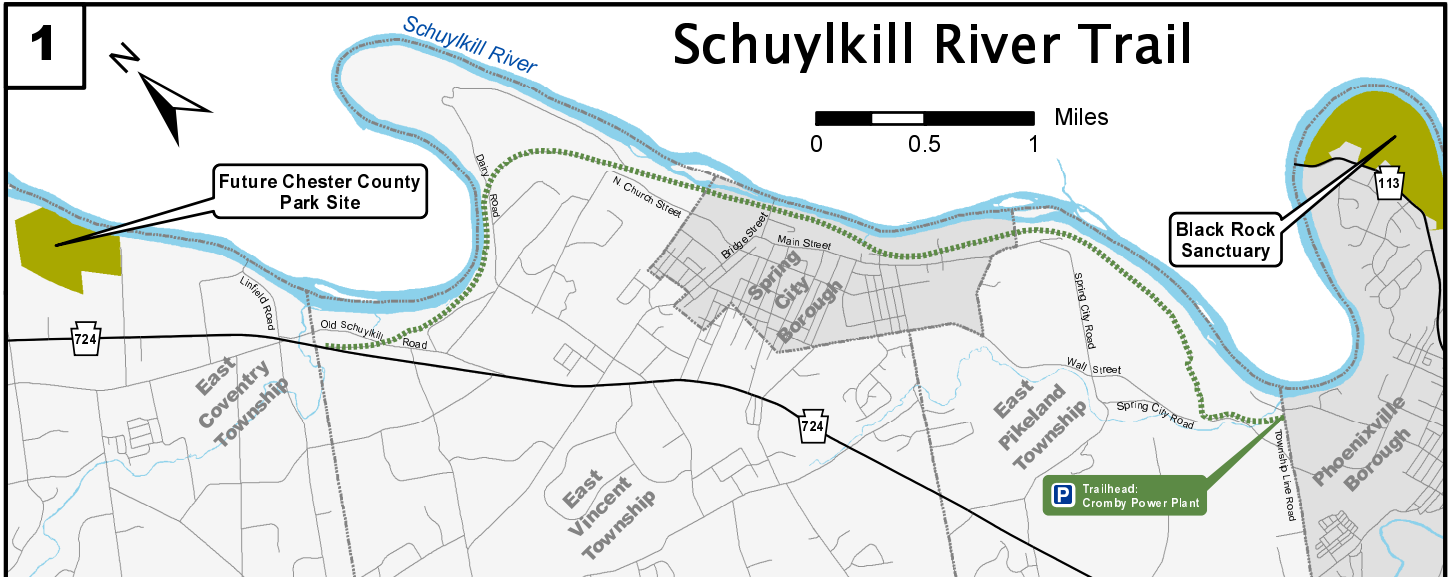 1
N
Schuylkill River
Schuylkill River Trail
0
0.5
1
Miles
Future Chester County
Park Site
Black Rock
Sanctuary
113
Dairy Road
N. Church Street
Bridge Street
Main Street
Spring
City
Borough
Linfield Road
Old Schuylkill Road
724
724
East
Coventry
Township
East
Vincent
Township
East
Pikeland
Township
Spring City Road
Wall Street
Spring City Road
Township Line Road
Phoenixville
Borough
P
Trailhead:
Cromby Power Plant